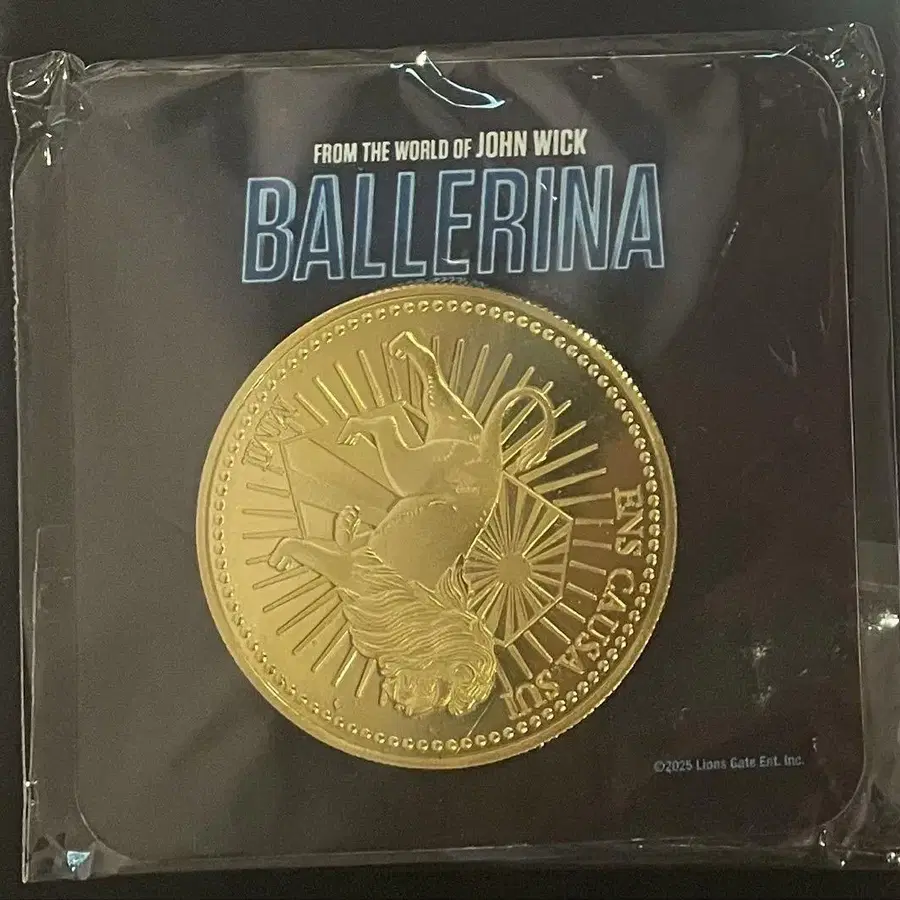 FROM THE WORLD OF JOHN WICK
BALLERINA
ENS CAUSA SUI
©2025 Lions Gate Ent. Inc.